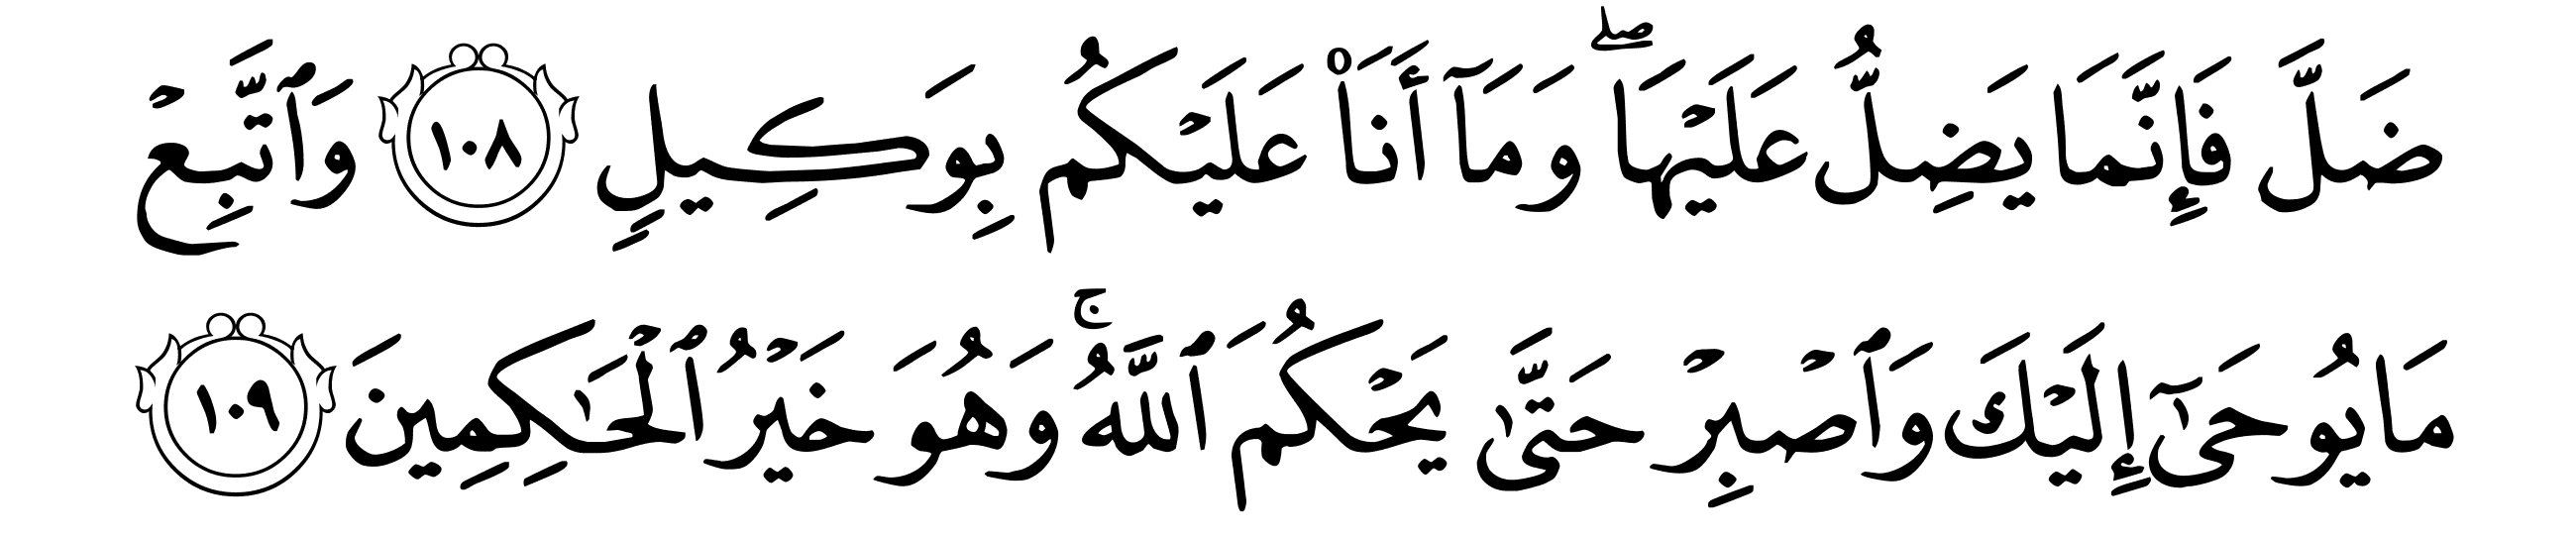 ضَلَّ فَإِنَّمَا يَضِلُّ عَلَيْهَاۖ وَمَآ أَنَا۠ عَلَيْكُم بِوَكِيلٍ ١٠٨ وَٱتَّبِعْ
مَا يُوحَىٰٓ إِلَيْكَ وَٱصْبِرْ حَتَّىٰ يَحْكُمَ ٱللَّهُۚ وَهُوَ خَيْرُ ٱلْحَـٰكِمِينَ ١٠٩